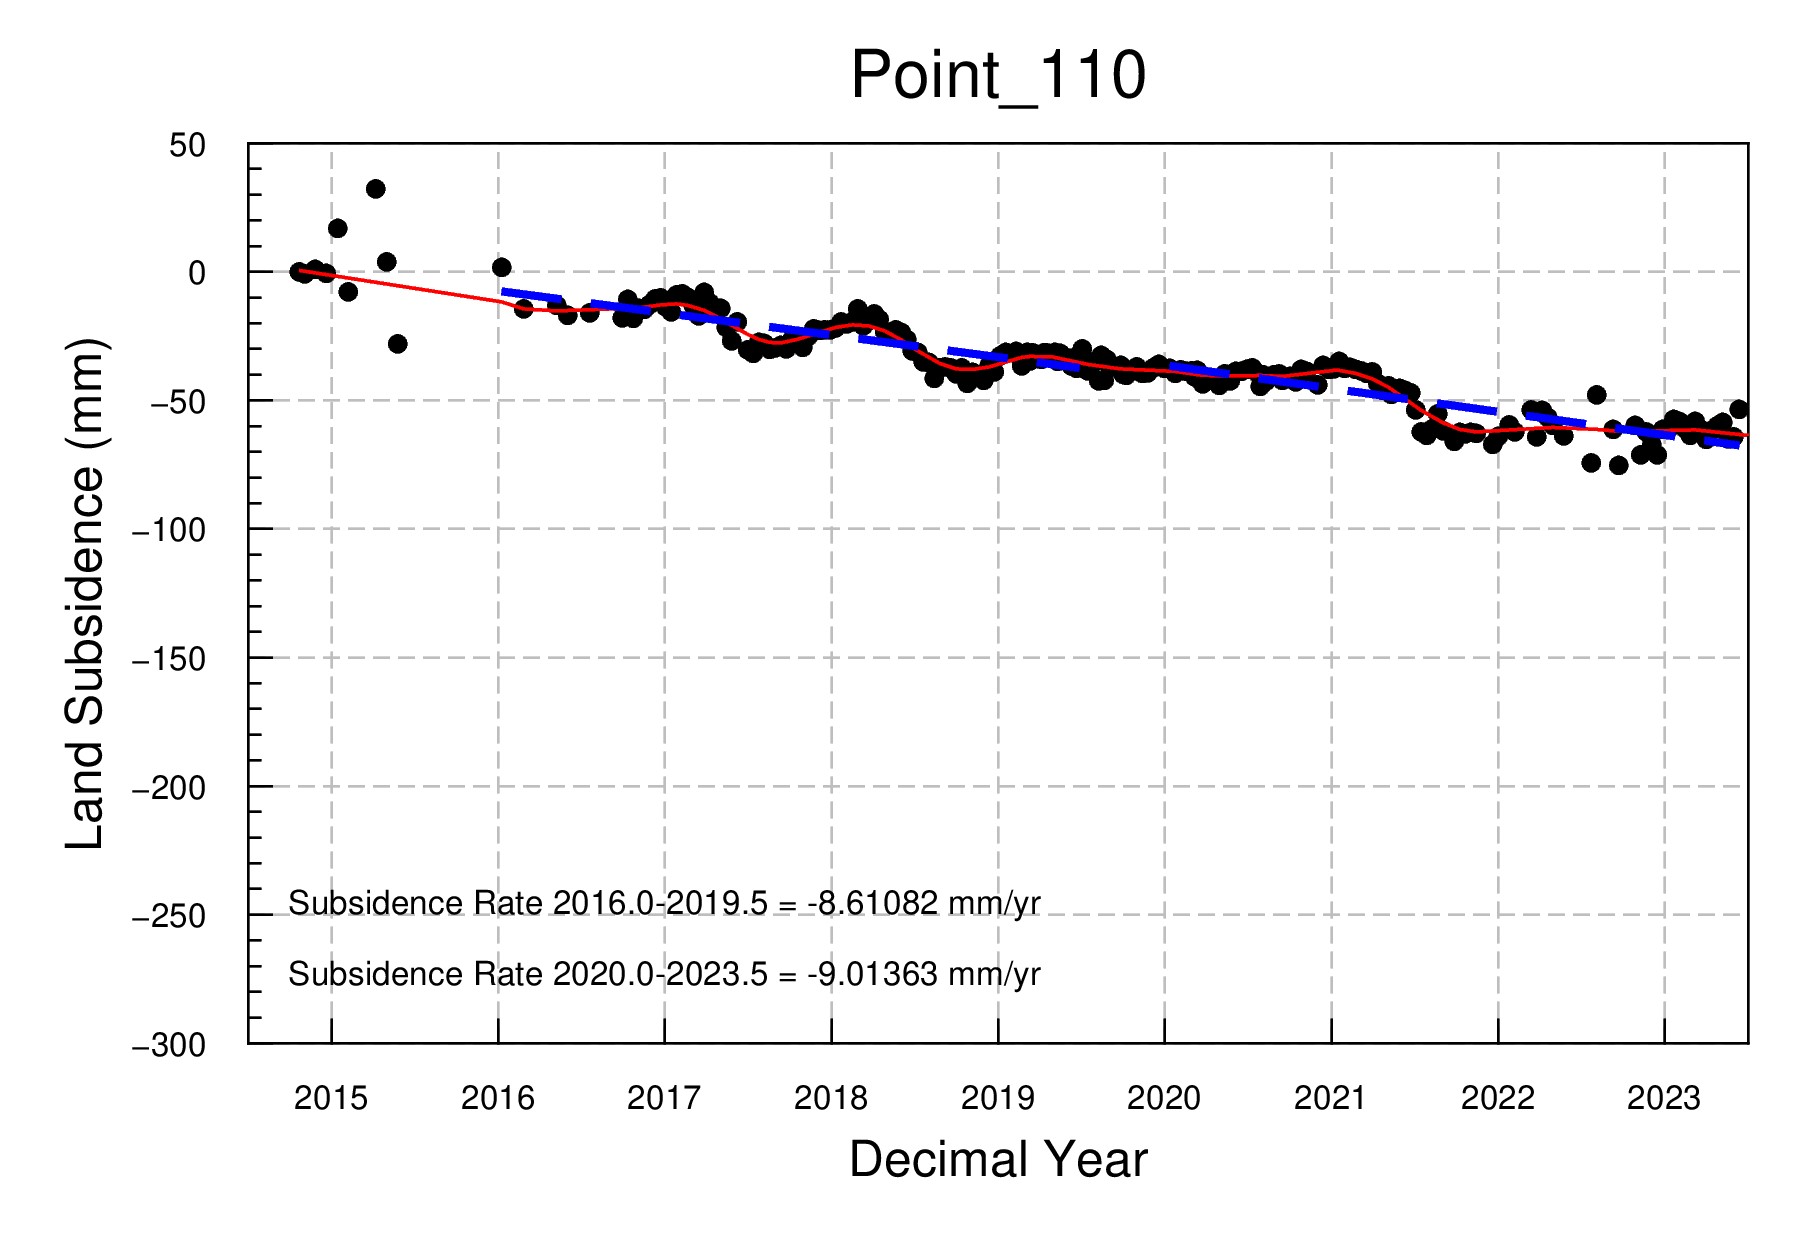 Point_110
50
0
−50
−100
−150
−200
−250
−300
Land Subsidence (mm)
Subsidence Rate 2016.0-2019.5 = -8.61082 mm/yr
Subsidence Rate 2020.0-2023.5 = -9.01363 mm/yr
2015 2016 2017 2018 2019 2020 2021 2022 2023
Decimal Year